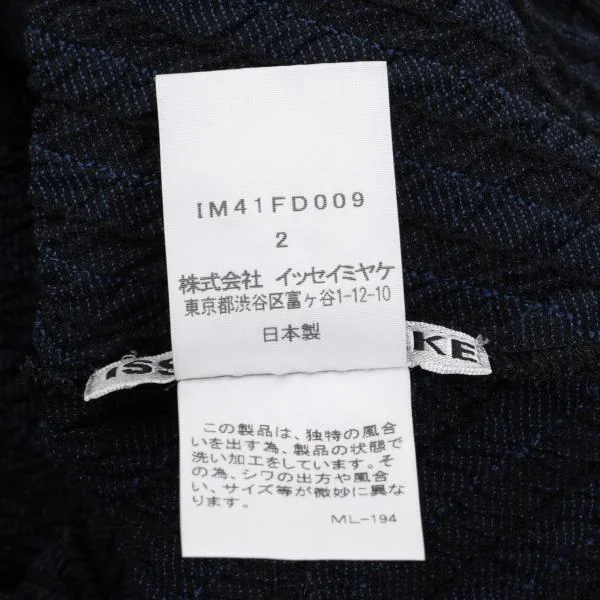 IM41FD009
2
株式会社 イッセイミヤケ
東京都渋谷区富ヶ谷1-12-10
日本製
ISS KE
この製品は、独特の風合
いを出す為、製品の状態で
洗い加工をしています。そ
の為、シワの出方や風合
い、サイズ等が微妙に異な
ります。
ML-194